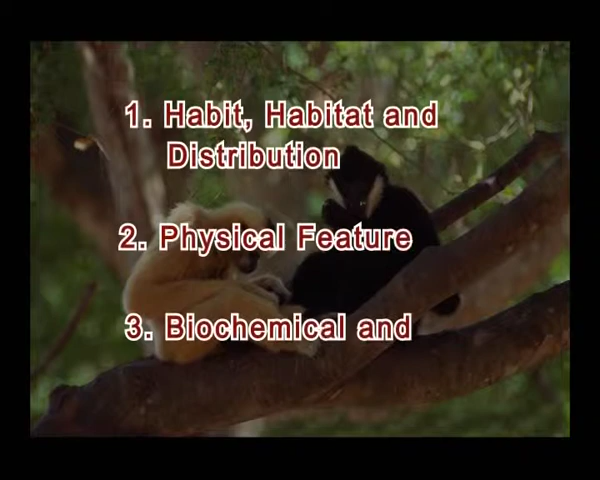 1. Habit, Habitat and
Distribution
2. Physical Feature
3. Biochemical and